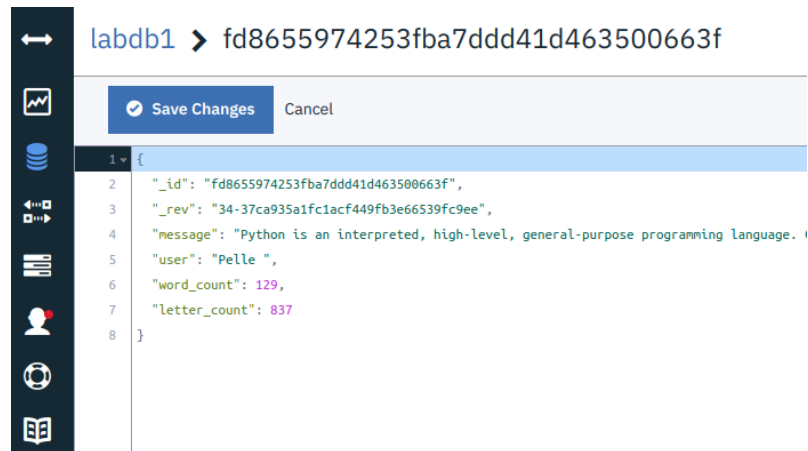 labdb1 > fd8655974253fba7ddd41d463500663f
Save Changes Cancel
1 {
2 "_id": "fd8655974253fba7ddd41d463500663f",
3 "_rev": "34-37ca935a1fc1acf449fb3e66539fc9ee",
4 "message": "Python is an interpreted, high-level, general-purpose programming language.
5 "user": "Pelle ",
6 "word_count": 129,
7 "letter_count": 837
8 }